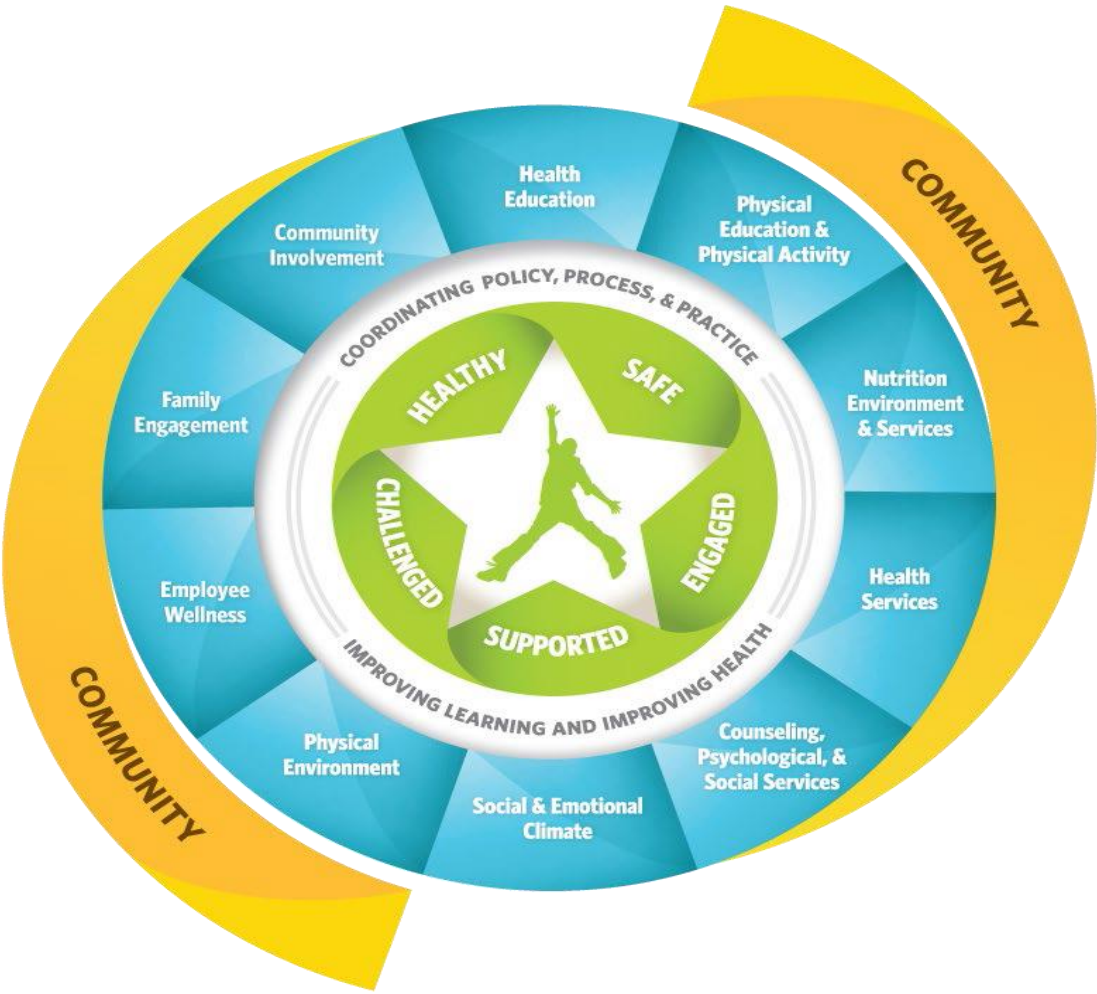 COMMUNITY
Health
Education
Physical
Education &
Physical Activity
Nutrition
Environment
& Services
Health
Services
Counseling,
Psychological, &
Social Services
Social & Emotional
Climate
Physical
Environment
Employee
Wellness
Family
Engagement
Community
Involvement
COORDINATING POLICY, PROCESS, & PRACTICE
IMPROVING LEARNING AND IMPROVING HEALTH
HEALTHY
SAFE
ENGAGED
SUPPORTED
CHALLENGED
COMMUNITY